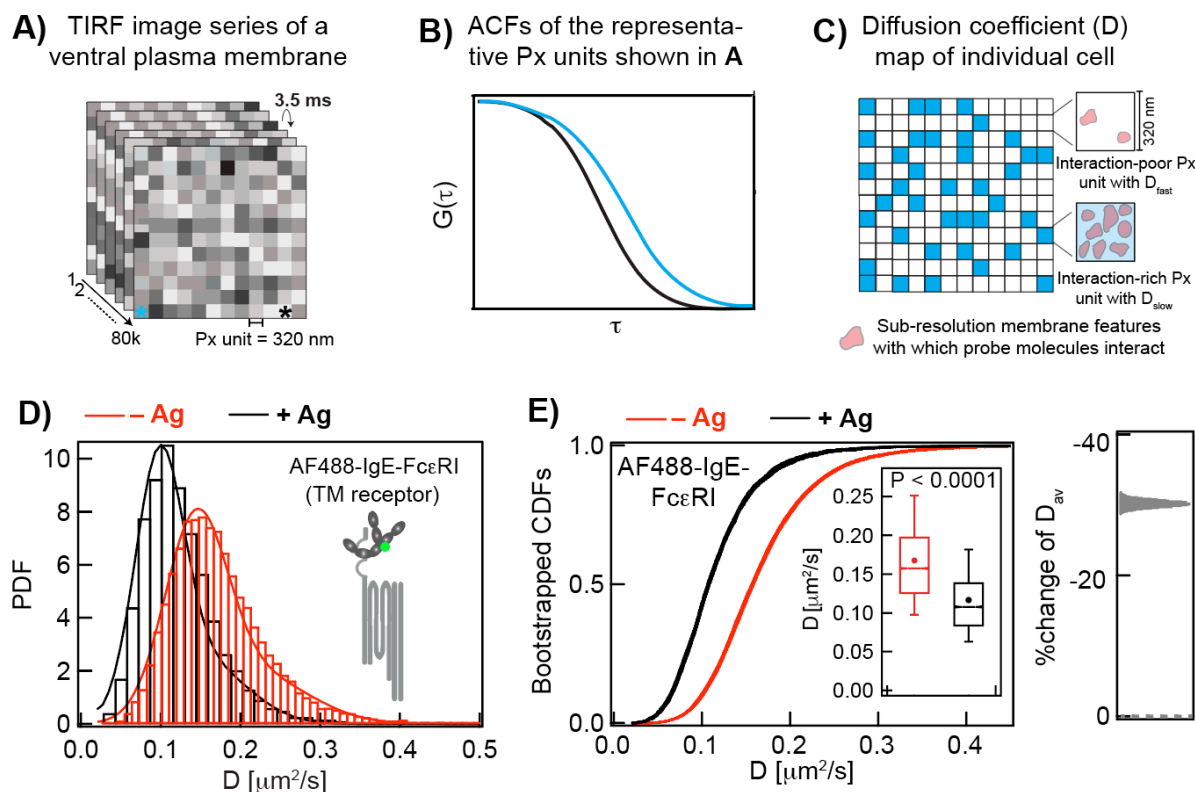 A) TIRF image series of a
ventral plasma membrane
3.5 ms
1
2
80k
*
*
Px unit = 320 nm
B) ACFs of the representa-
tive Px units shown in A
G(τ)
τ
C) Diffusion coefficient (D)
map of individual cell
320 nm
Interaction-poor Px
unit with Dfast
Interaction-rich Px
unit with Dslow
Sub-resolution membrane features
with which probe molecules interact
D) – Ag + Ag
AF488-IgE-FcεRI
(TM receptor)
PDF
10
8
6
4
2
0
0.0 0.1 0.2 0.3 0.4 0.5
D [μm²/s]
E) – Ag + Ag
AF488-IgE-
FcεRI
Bootstrapped CDFs
1.0
0.5
0.0
0.0 0.1 0.2 0.3 0.4
D [μm²/s]
P < 0.0001
D [μm²/s]
0.25
0.20
0.15
0.10
0.05
0.00
%change of Dav
-40
-20
0